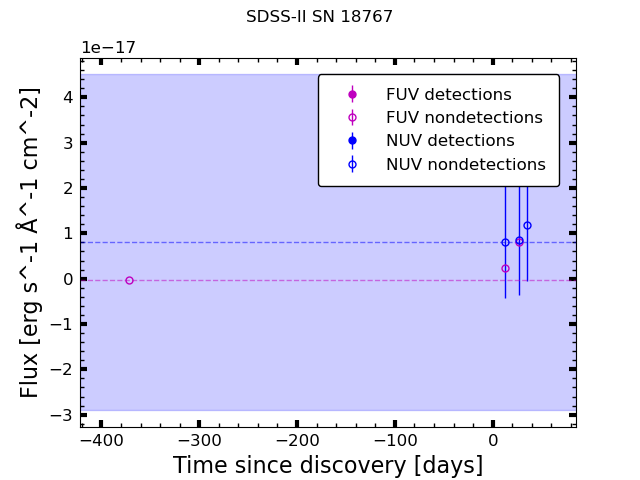 SDSS-II SN 18767
1e−17
FUV detections
FUV nondetections
NUV detections
NUV nondetections
4
3
2
1
0
−1
−2
−3
Flux [erg s^-1 Å^-1 cm^-2]
−400
−300
−200
−100
0
Time since discovery [days]